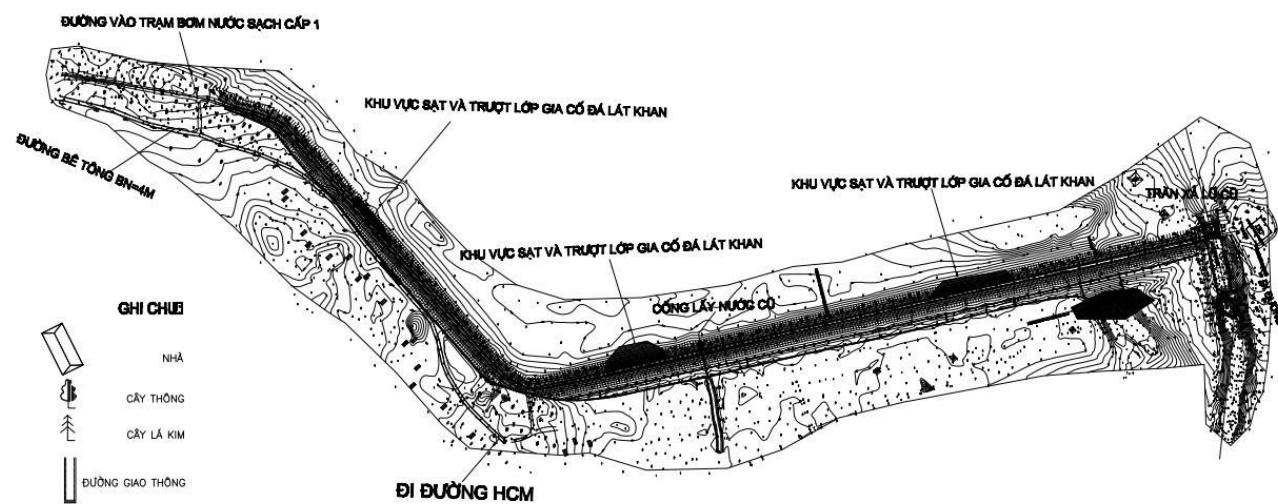 ĐƯỜNG VÀO TRẠM BƠM NƯỚC SẠCH CẤP 1
KHU VỰC SẠT VÀ TRƯỢT LỚP GIA CỐ ĐÁ LÁT KHAN
ĐƯỜNG BÊ TÔNG BN=4M
KHU VỰC SẠT VÀ TRƯỢT LỚP GIA CỐ ĐÁ LÁT KHAN
TRÀN XẢ LŨ CŨ
KHU VỰC SẠT VÀ TRƯỢT LỚP GIA CỐ ĐÁ LÁT KHAN
CỐNG LẤY NƯỚC CŨ
GHI CHUÙ
NHÀ
CÂY THÔNG
CÂY LÁ KIM
ĐƯỜNG GIAO THÔNG
ĐI ĐƯỜNG HCM